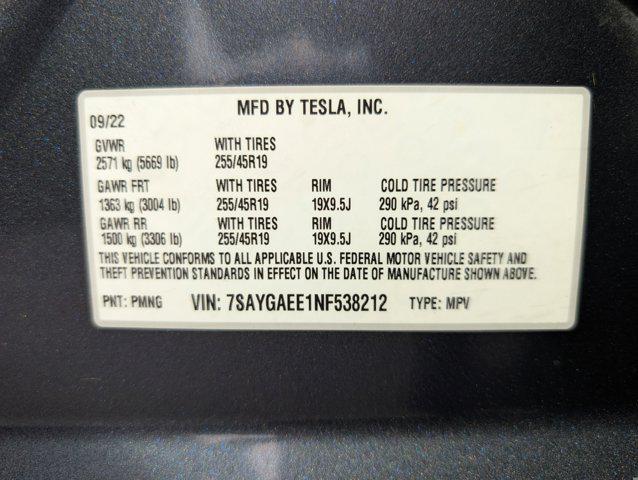 MFD BY TESLA, INC.
09/22
GVWR WITH TIRES
2571 kg (5669 lb) 255/45R19
GAWR FRT WITH TIRES RIM COLD TIRE PRESSURE
1363 kg (3004 lb) 255/45R19 19X9.5J 290 kPa, 42 psi
GAWR RR WITH TIRES RIM COLD TIRE PRESSURE
1500 kg (3306 lb) 255/45R19 19X9.5J 290 kPa, 42 psi
THIS VEHICLE CONFORMS TO ALL APPLICABLE U.S. FEDERAL MOTOR VEHICLE SAFETY AND
THEFT PREVENTION STANDARDS IN EFFECT ON THE DATE OF MANUFACTURE SHOWN ABOVE.
PNT: PMNG VIN: 7SAYGAEE1NF538212 TYPE: MPV